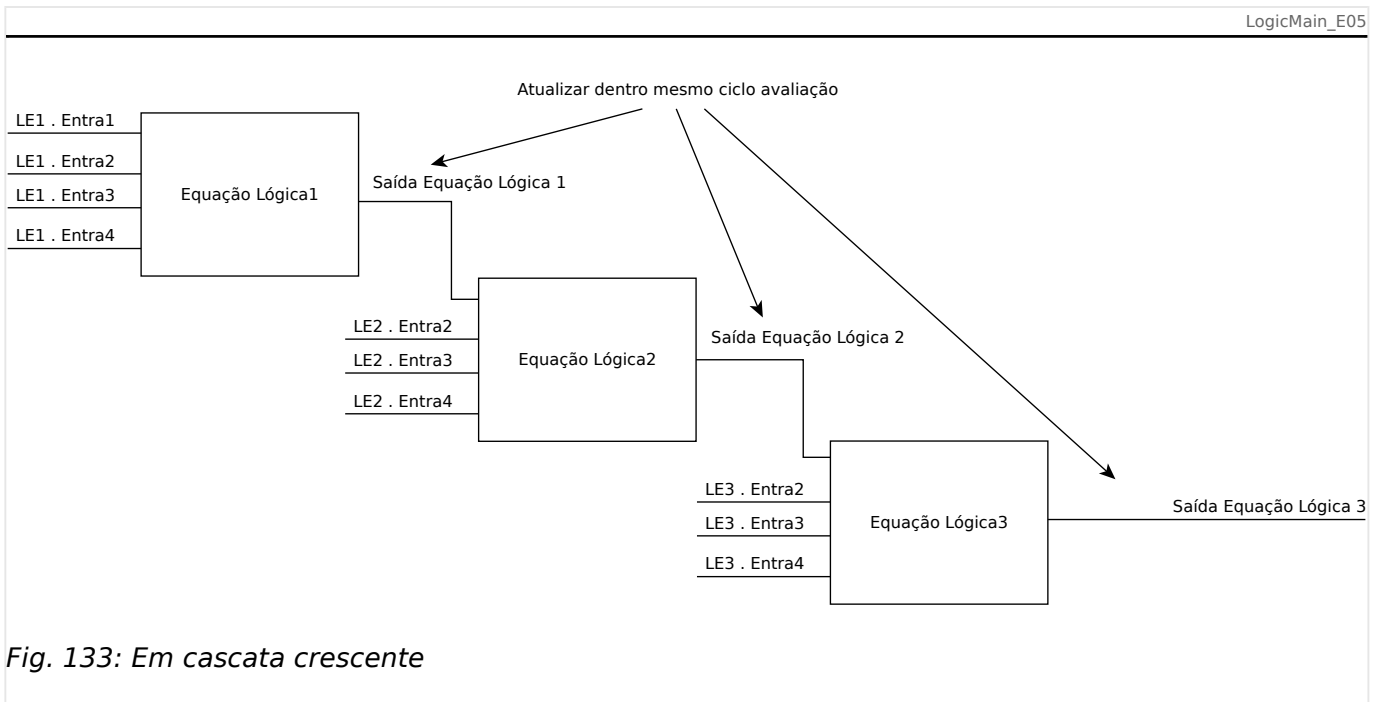 LogicMain_E05
Atualizar dentro mesmo ciclo avaliação
LE1 . Entra1
LE1 . Entra2
LE1 . Entra3
LE1 . Entra4
Equação Lógica1
Saída Equação Lógica 1
LE2 . Entra2
LE2 . Entra3
LE2 . Entra4
Equação Lógica2
Saída Equação Lógica 2
LE3 . Entra2
LE3 . Entra3
LE3 . Entra4
Equação Lógica3
Saída Equação Lógica 3
Fig. 133: Em cascata crescente